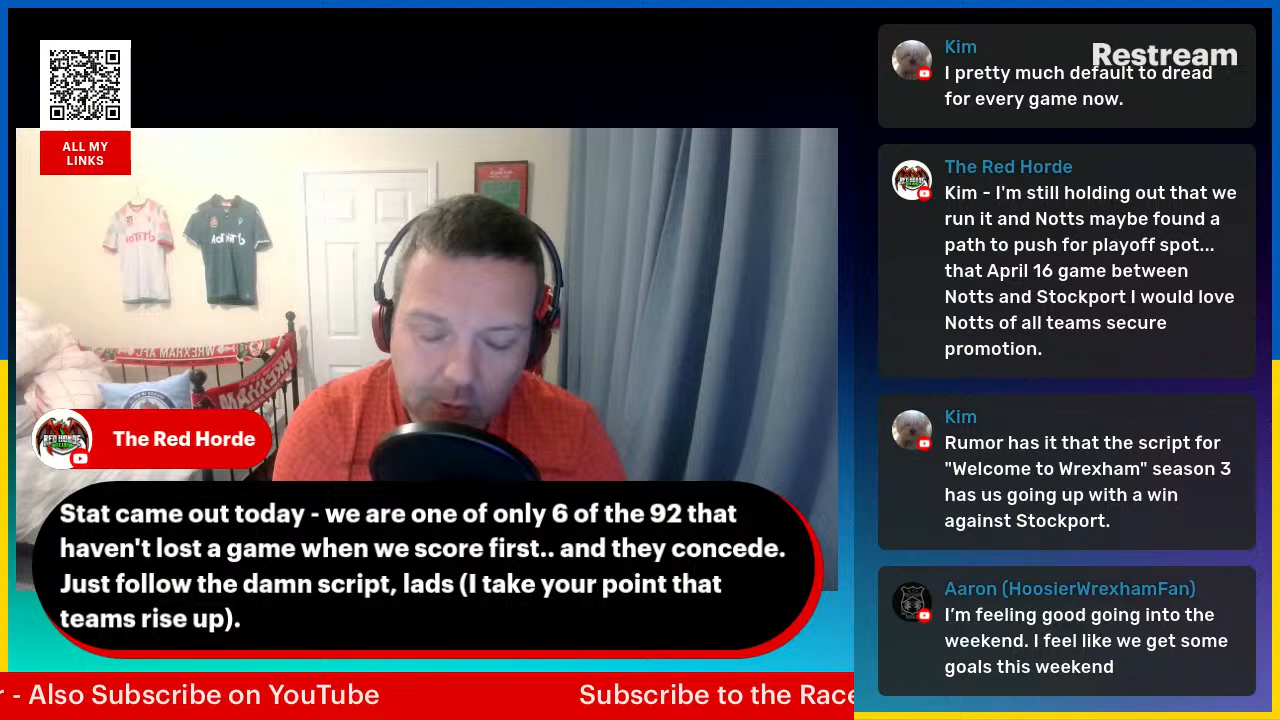 ALL MY
LINKS
WREXHAM AFC
WREXHAM
The Red Horde
Stat came out today - we are one of only 6 of the 92 that
haven't lost a game when we score first.. and they concede.
Just follow the damn script, lads (I take your point that
teams rise up).
r - Also Subscribe on YouTube
Subscribe to the Race
Restream
Kim
I pretty much default to dread
for every game now.
The Red Horde
Kim - I'm still holding out that we
run it and Notts maybe found a
path to push for playoff spot...
that April 16 game between
Notts and Stockport I would love
Notts of all teams secure
promotion.
Kim
Rumor has it that the script for
"Welcome to Wrexham" season 3
has us going up with a win
against Stockport.
Aaron (HoosierWrexhamFan)
I’m feeling good going into the
weekend. I feel like we get some
goals this weekend